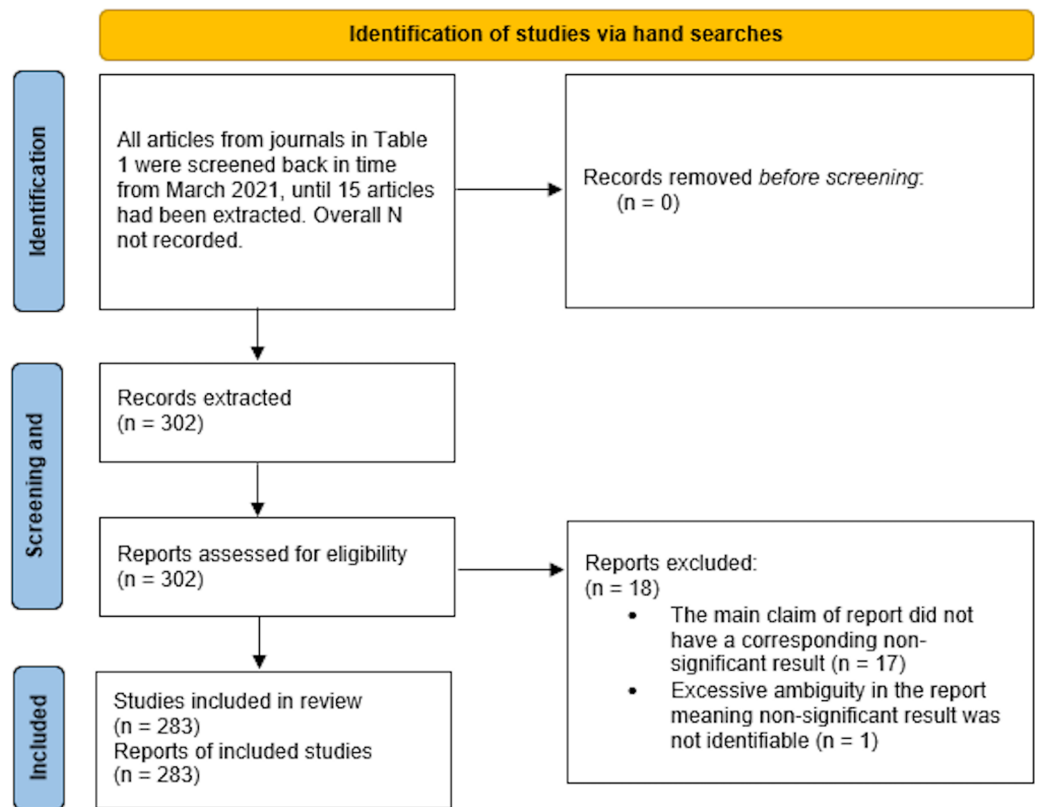 Identification of studies via hand searches
Identification
All articles from journals in Table
1 were screened back in time
from March 2021, until 15 articles
had been extracted. Overall N
not recorded.
Records removed before screening:
(n = 0)
Screening and
Records extracted
(n = 302)
Reports assessed for eligibility
(n = 302)
Reports excluded:
(n = 18)
• The main claim of report did not
have a corresponding non-
significant result (n = 17)
• Excessive ambiguity in the report
meaning non-significant result was
not identifiable (n = 1)
Included
Studies included in review
(n = 283)
Reports of included studies
(n = 283)